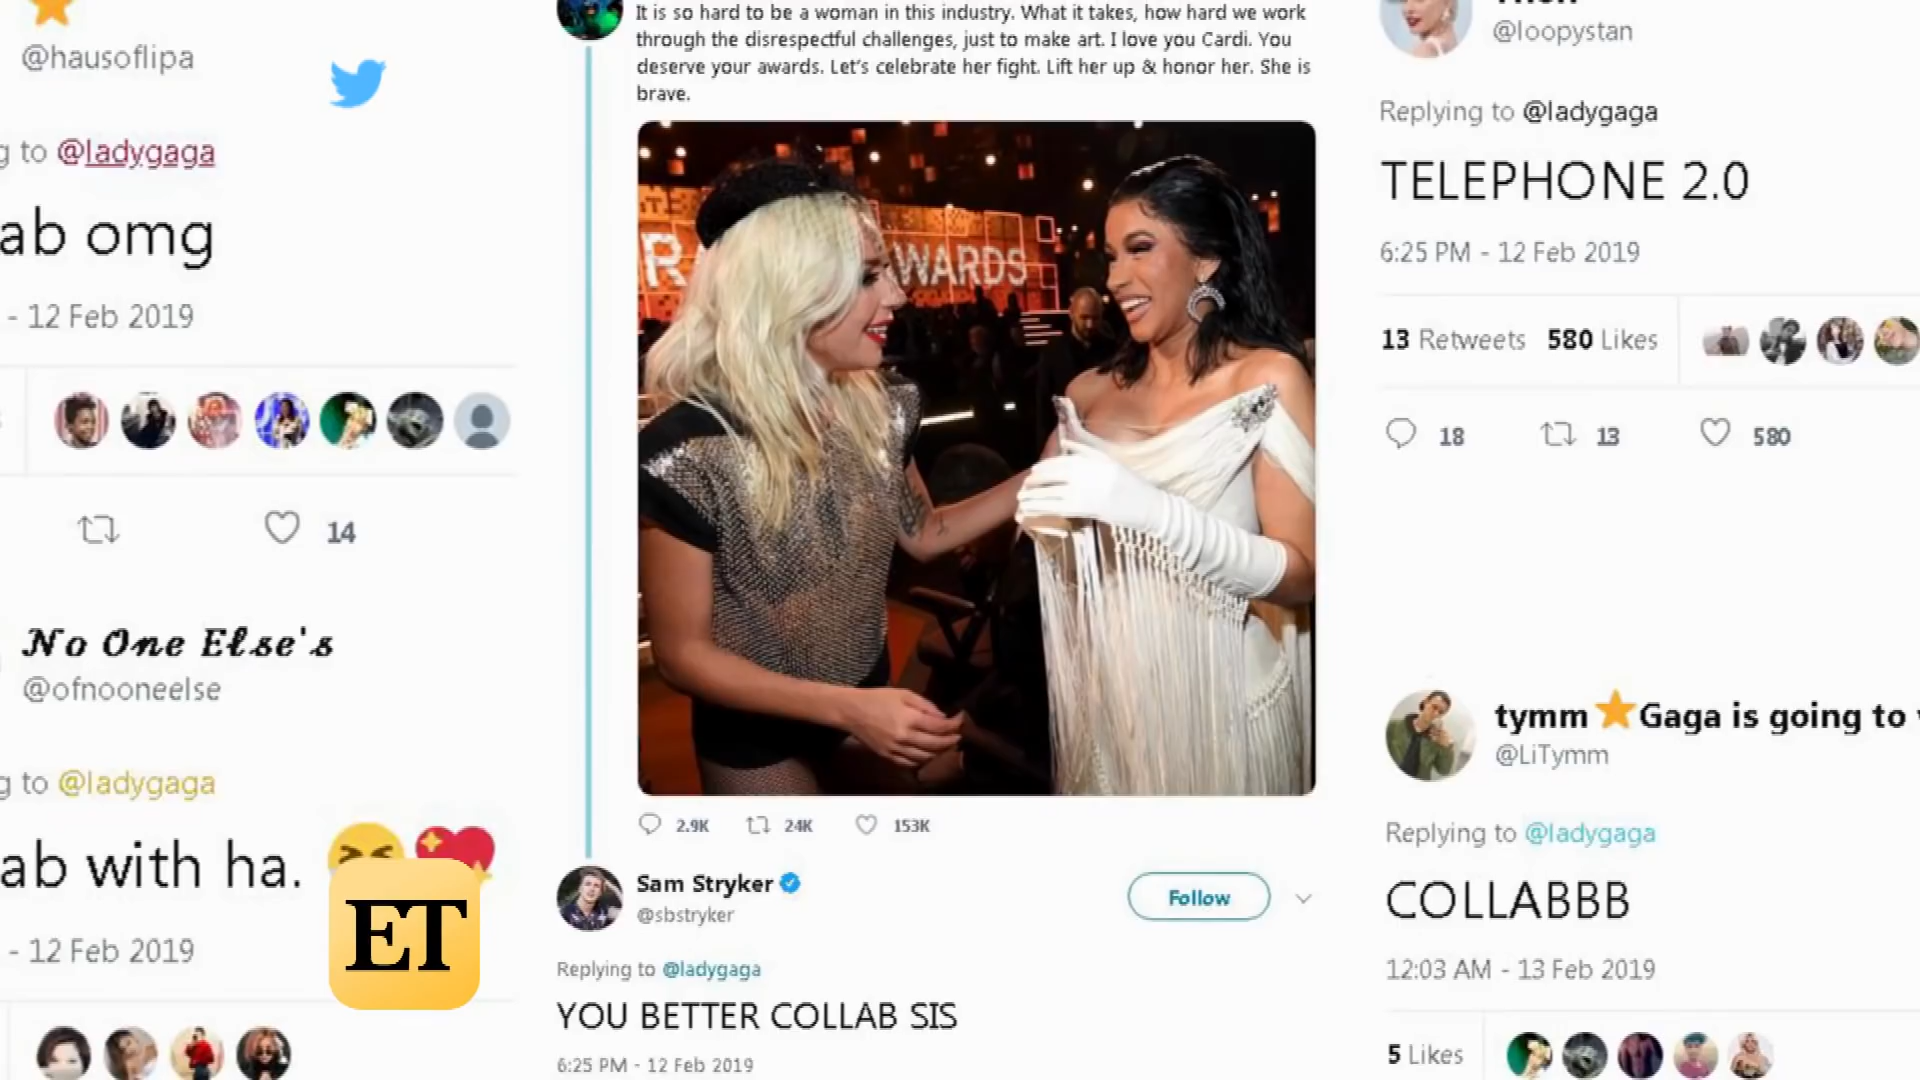 @hausoflipa
g to @ladygaga
ab omg
- 12 Feb 2019
14
No One Else's
@ofnooneelse
g to @ladygaga
ab with ha.
- 12 Feb 2019
ET
It is so hard to be a woman in this industry. What it takes, how hard we work
through the disrespectful challenges, just to make art. I love you Cardi. You
deserve your awards. Let's celebrate her fight. Lift her up & honor her. She is
brave.
R WARDS
2.9K 24K 153K
Sam Stryker
@sbstryker
Follow
Replying to @ladygaga
YOU BETTER COLLAB SIS
6:25 PM - 12 Feb 2019
@loopystan
Replying to @ladygaga
TELEPHONE 2.0
6:25 PM - 12 Feb 2019
13 Retweets 580 Likes
18 13 580
tymm Gaga is going to
@LiTymm
Replying to @ladygaga
COLLABBB
12:03 AM - 13 Feb 2019
5 Likes